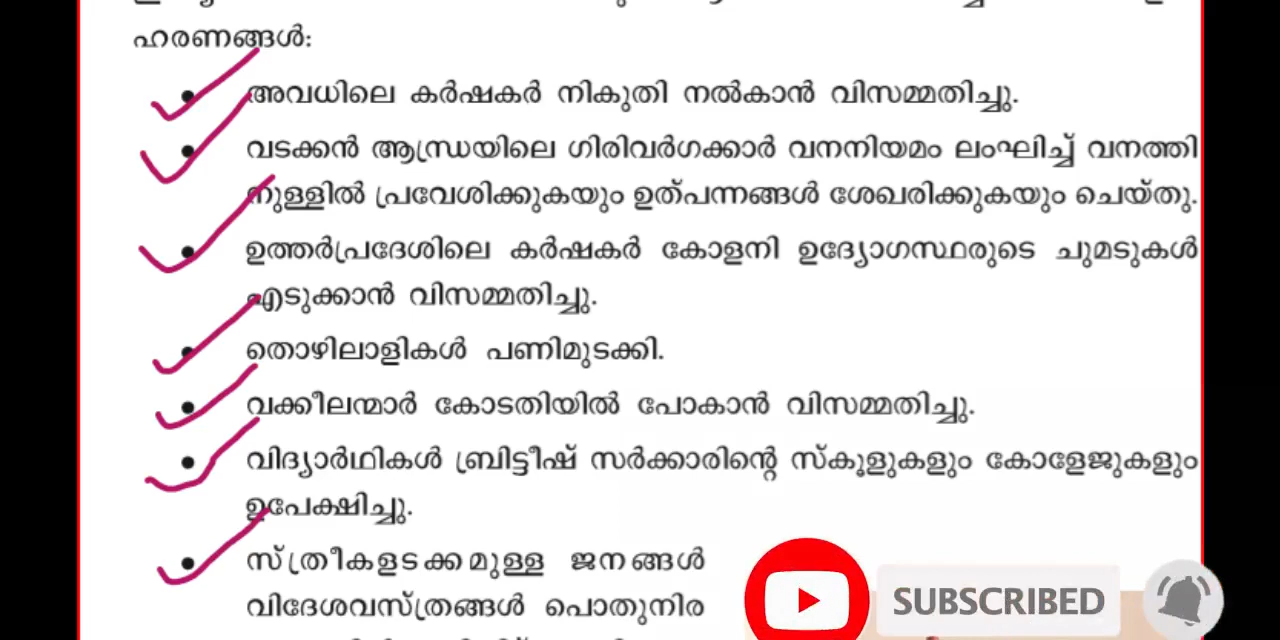 ഹരണങ്ങൾ:
• അവധിലെ കർഷകർ നികുതി നൽകാൻ വിസമ്മതിച്ചു.
• വടക്കൻ ആന്ധ്രയിലെ ഗിരിവർഗക്കാർ വനനിയമം ലംഘിച്ച് വനത്തി
നുള്ളിൽ പ്രവേശിക്കുകയും ഉത്പന്നങ്ങൾ ശേഖരിക്കുകയും ചെയ്തു.
• ഉത്തർപ്രദേശിലെ കർഷകർ കോളനി ഉദ്യോഗസ്ഥരുടെ ചുമടുകൾ
എടുക്കാൻ വിസമ്മതിച്ചു.
• തൊഴിലാളികൾ പണിമുടക്കി.
• വക്കീലന്മാർ കോടതിയിൽ പോകാൻ വിസമ്മതിച്ചു.
• വിദ്യാർഥികൾ ബ്രിട്ടീഷ് സർക്കാരിന്റെ സ്കൂളുകളും കോളേജുകളും
ഉപേക്ഷിച്ചു.
• സ്ത്രീകളടക്കമുള്ള ജനങ്ങൾ
വിദേശവസ്ത്രങ്ങൾ പൊതുനിര
SUBSCRIBED